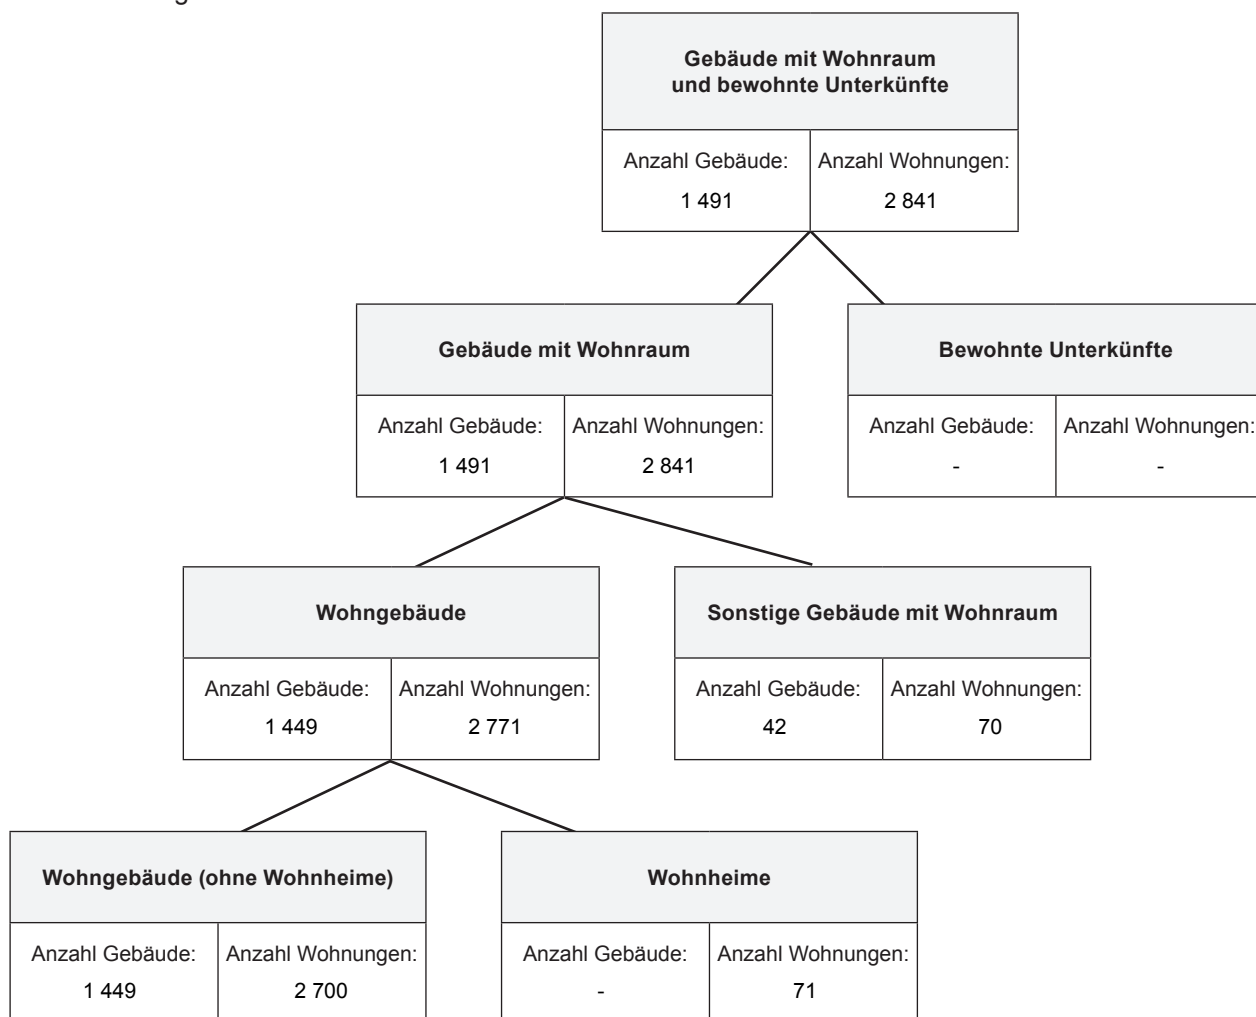 Gebäude mit Wohnraum
und bewohnte Unterkünfte
Anzahl Gebäude: Anzahl Wohnungen:
1 491 2 841
Gebäude mit Wohnraum Bewohnte Unterkünfte
Anzahl Gebäude: Anzahl Wohnungen: Anzahl Gebäude: Anzahl Wohnungen:
1 491 2 841 - -
Wohngebäude Sonstige Gebäude mit Wohnraum
Anzahl Gebäude: Anzahl Wohnungen: Anzahl Gebäude: Anzahl Wohnungen:
1 449 2 771 42 70
Wohngebäude (ohne Wohnheime) Wohnheime
Anzahl Gebäude: Anzahl Wohnungen: Anzahl Gebäude: Anzahl Wohnungen:
1 449 2 700 - 71